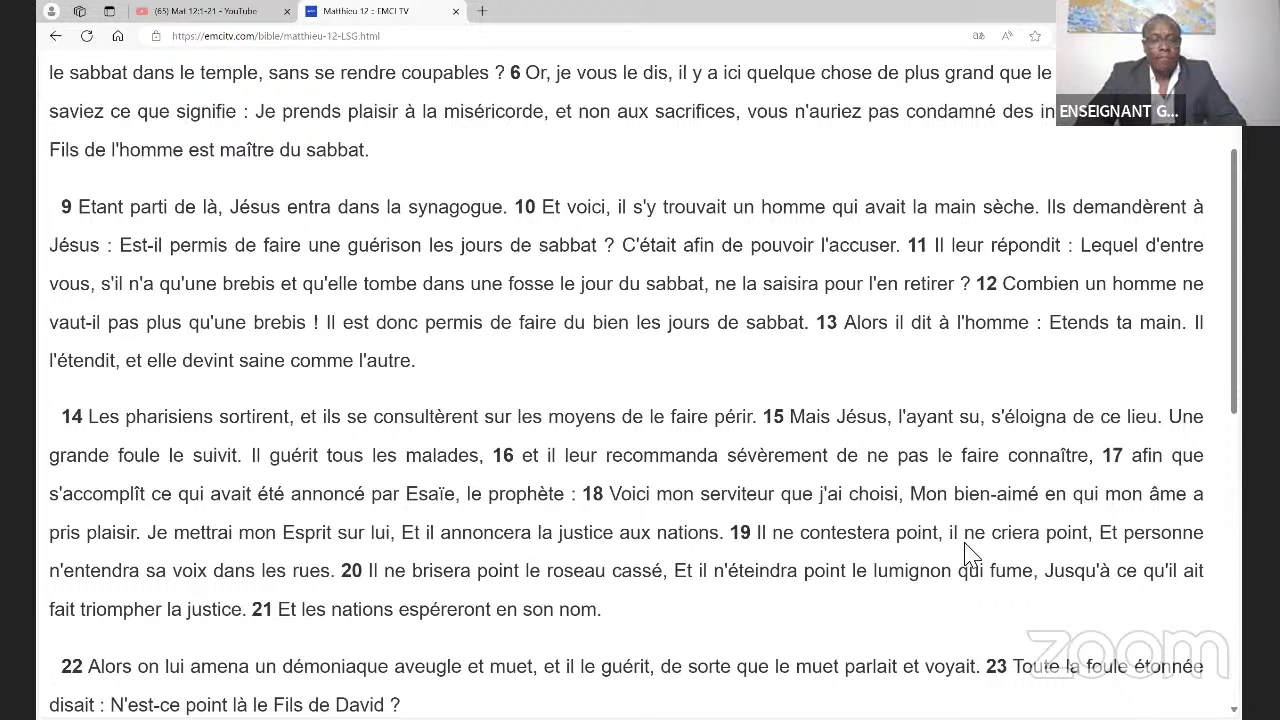 (65) Mat 12:1-21 - YouTube
Matthieu 12 :: EMCI TV
https://emcitv.com/bible/matthieu-12-LSG.html
le sabbat dans le temple, sans se rendre coupables ? 6 Or, je vous le dis, il y a ici quelque chose de plus grand que le
saviez ce que signifie : Je prends plaisir à la miséricorde, et non aux sacrifices, vous n'auriez pas condamné des in
ENSEIGNANT G...
Fils de l'homme est maître du sabbat.
9 Etant parti de là, Jésus entra dans la synagogue. 10 Et voici, il s'y trouvait un homme qui avait la main sèche. Ils demandèrent à
Jésus : Est-il permis de faire une guérison les jours de sabbat ? C'était afin de pouvoir l'accuser. 11 Il leur répondit : Lequel d'entre
vous, s'il n'a qu'une brebis et qu'elle tombe dans une fosse le jour du sabbat, ne la saisira pour l'en retirer ? 12 Combien un homme ne
vaut-il pas plus qu'une brebis ! Il est donc permis de faire du bien les jours de sabbat. 13 Alors il dit à l'homme : Etends ta main. Il
l'étendit, et elle devint saine comme l'autre.
14 Les pharisiens sortirent, et ils se consultèrent sur les moyens de le faire périr. 15 Mais Jésus, l'ayant su, s'éloigna de ce lieu. Une
grande foule le suivit. Il guérit tous les malades, 16 et il leur recommanda sévèrement de ne pas le faire connaître, 17 afin que
s'accomplît ce qui avait été annoncé par Esaïe, le prophète : 18 Voici mon serviteur que j'ai choisi, Mon bien-aimé en qui mon âme a
pris plaisir. Je mettrai mon Esprit sur lui, Et il annoncera la justice aux nations. 19 Il ne contestera point, il ne criera point, Et personne
n'entendra sa voix dans les rues. 20 Il ne brisera point le roseau cassé, Et il n'éteindra point le lumignon qui fume, Jusqu'à ce qu'il ait
fait triompher la justice. 21 Et les nations espéreront en son nom.
zoom
22 Alors on lui amena un démoniaque aveugle et muet, et il le guérit, de sorte que le muet parlait et voyait. 23 Toute la foule étonnée
disait : N'est-ce point là le Fils de David ?